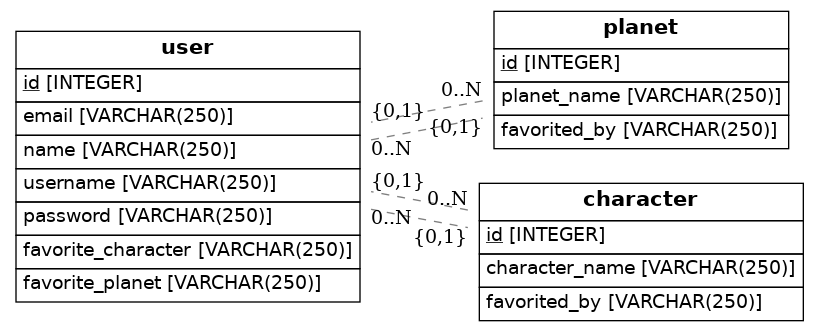 user
id [INTEGER]
email [VARCHAR(250)]
name [VARCHAR(250)]
username [VARCHAR(250)]
password [VARCHAR(250)]
favorite_character [VARCHAR(250)]
favorite_planet [VARCHAR(250)]
{0,1}
0..N
0..N
{0,1}
{0,1}
0..N
0..N
{0,1}
planet
id [INTEGER]
planet_name [VARCHAR(250)]
favorited_by [VARCHAR(250)]
character
id [INTEGER]
character_name [VARCHAR(250)]
favorited_by [VARCHAR(250)]